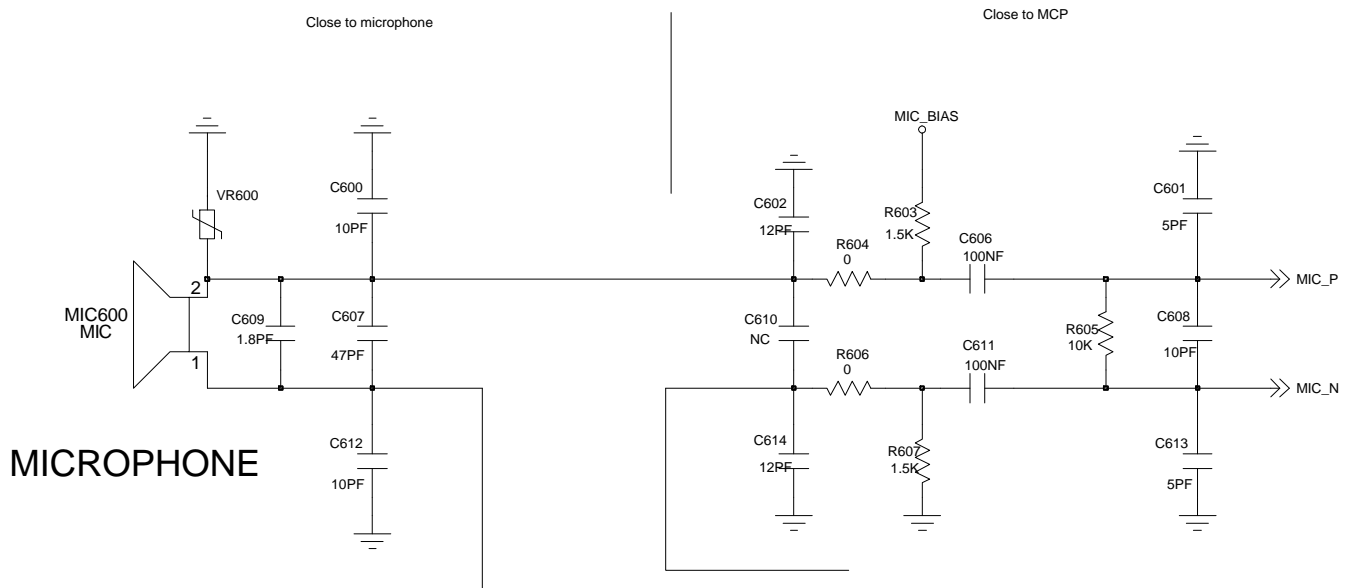 Close to microphone
Close to MCP
MIC_BIAS
VR600
C600
10PF
C602
12PF
R603
1.5K
C601
5PF
R604
0
C606
100NF
MIC_P
MIC600
MIC
2
1
C609
1.8PF
C607
47PF
C610
NC
R606
0
C611
100NF
R605
10K
C608
10PF
MIC_N
MICROPHONE
C612
10PF
C614
12PF
R607
1.5K
C613
5PF